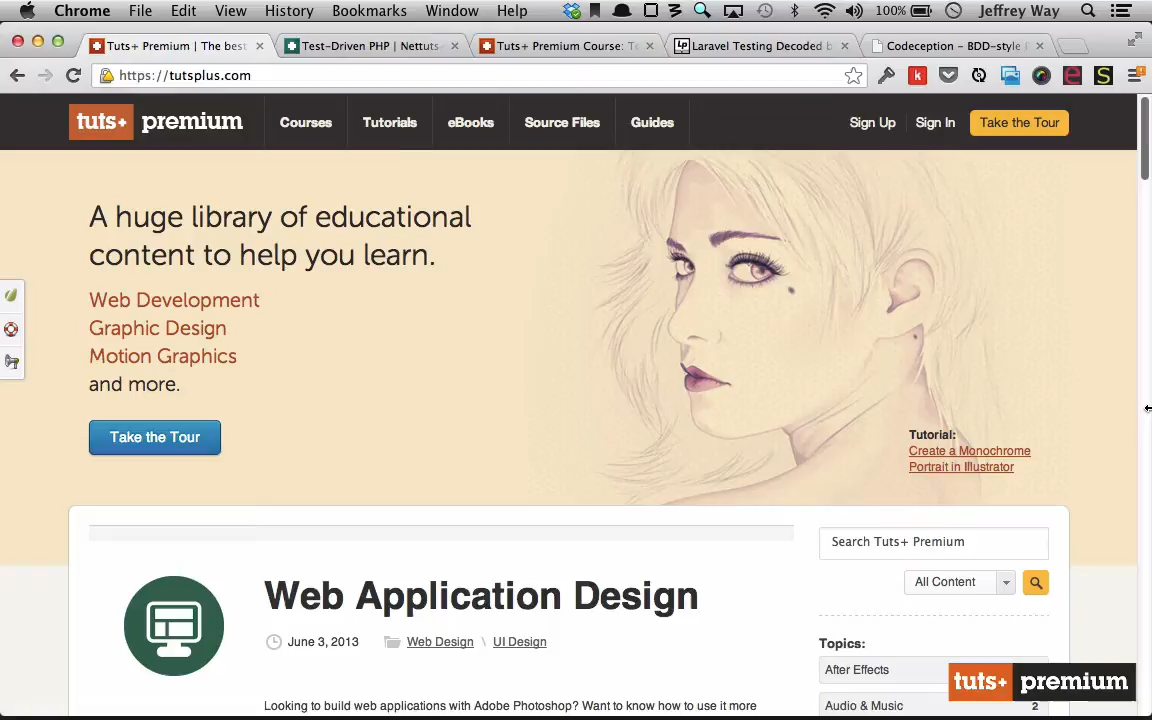 Chrome File Edit View History Bookmarks Window Help 100% Jeffrey Way
Tuts+ Premium | The best
Test-Driven PHP | Nettuts
Tuts+ Premium Course: Te
Laravel Testing Decoded b
Codeception – BDD-style
https://tutsplus.com
tuts+ premium
Courses
Tutorials
eBooks
Source Files
Guides
Sign Up
Sign In
Take the Tour
A huge library of educational
content to help you learn.
Web Development
Graphic Design
Motion Graphics
and more.
Take the Tour
Tutorial:
Create a Monochrome
Portrait in Illustrator
Search Tuts+ Premium
All Content
Web Application Design
June 3, 2013
Web Design \ UI Design
Topics:
After Effects
Audio & Music 2
Looking to build web applications with Adobe Photoshop? Want to know how to use it more
tuts+ premium